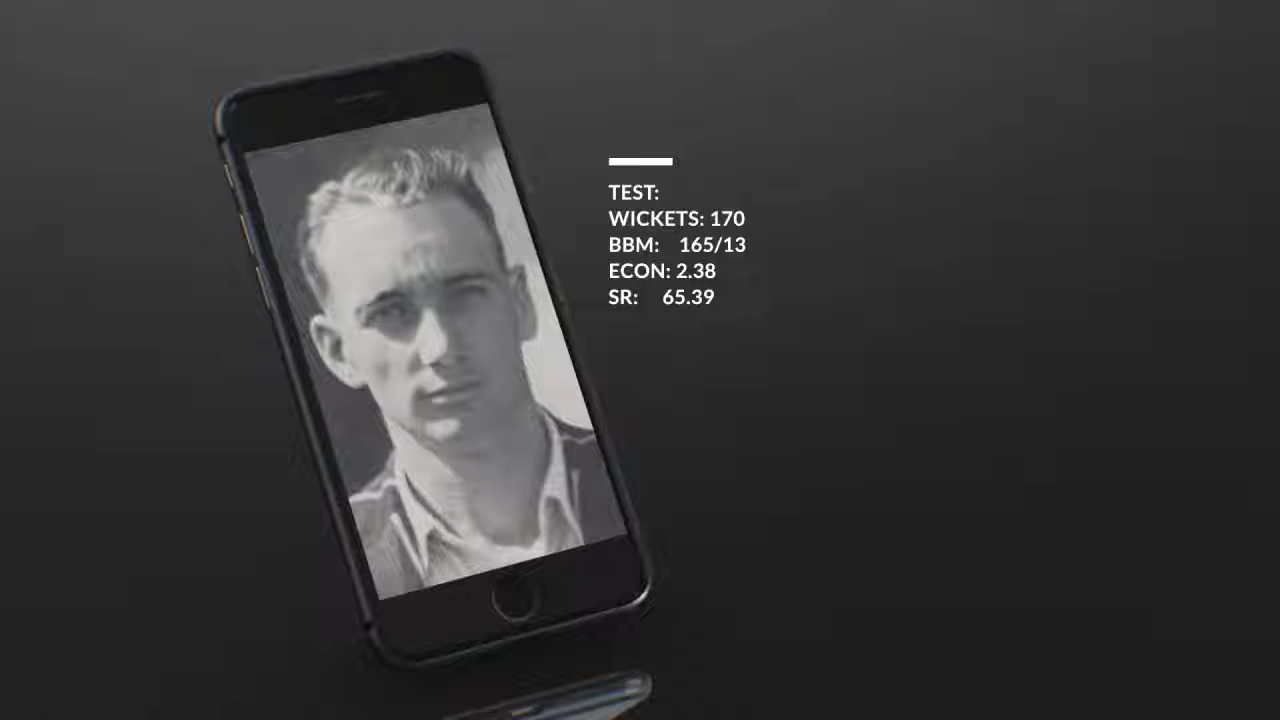 TEST:
WICKETS: 170
BBM: 165/13
ECON: 2.38
SR: 65.39